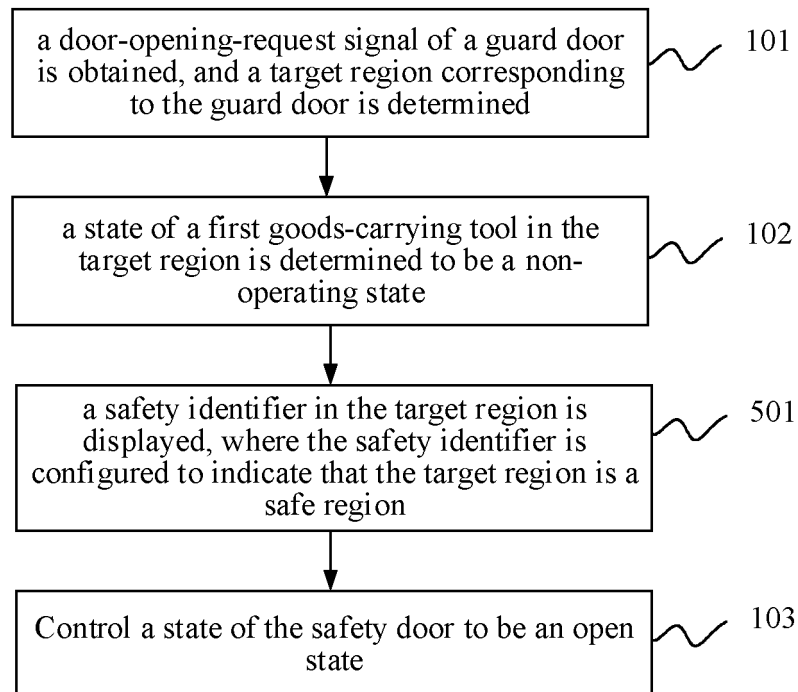 a door-opening-request signal of a guard door
is obtained, and a target region corresponding
to the guard door is determined
101
a state of a first goods-carrying tool in the
target region is determined to be a non-
operating state
102
a safety identifier in the target region is
displayed, where the safety identifier is
configured to indicate that the target region is a
safe region
501
Control a state of the safety door to be an open
state
103